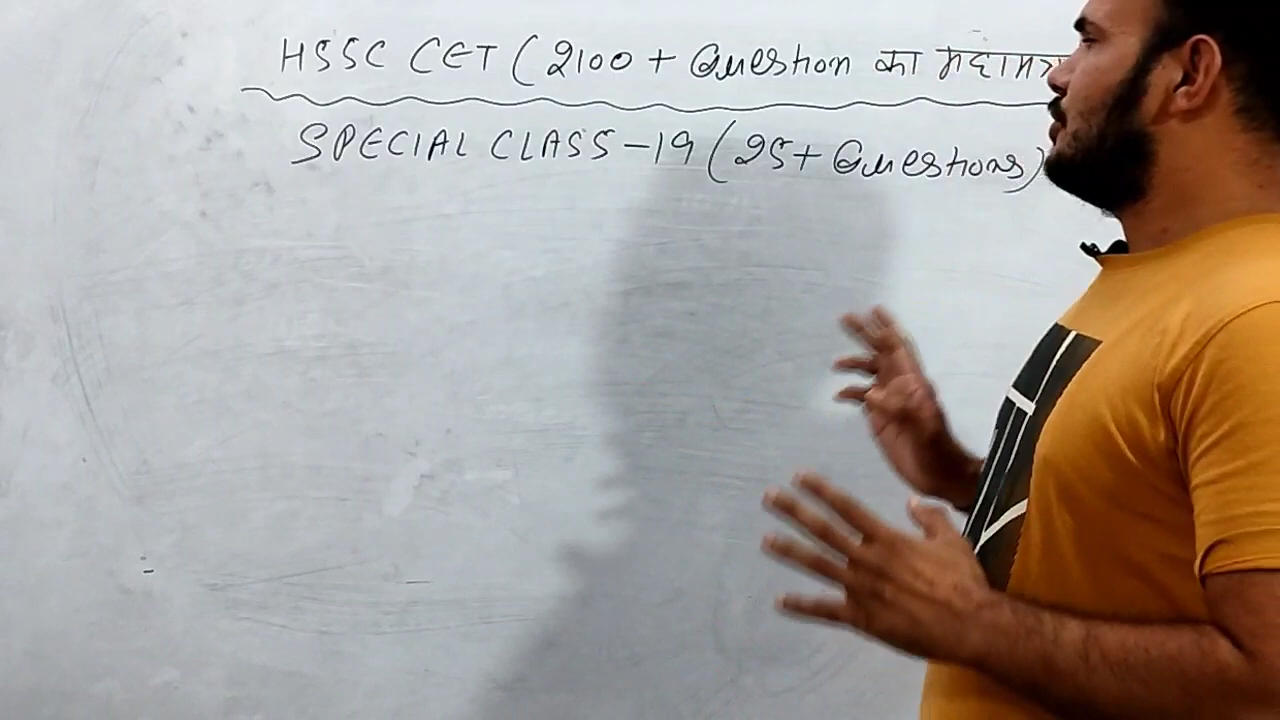 HSSC CET (2100 + Question का
SPECIAL CLASS-19 (25+ Questions)